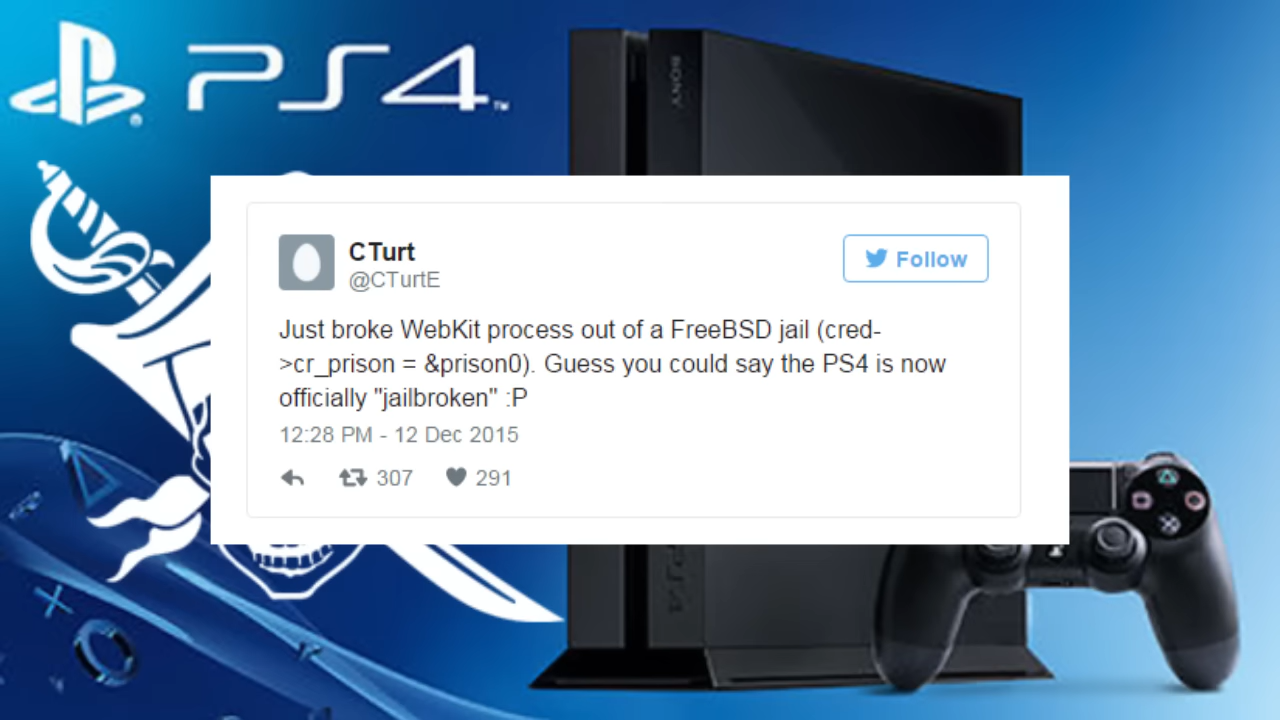 PS4™
SONY
CTurt
@CTurtE
Follow
Just broke WebKit process out of a FreeBSD jail (cred-
>cr_prison = &prison0). Guess you could say the PS4 is now
officially "jailbroken" :P
12:28 PM - 12 Dec 2015
307 291
PS4